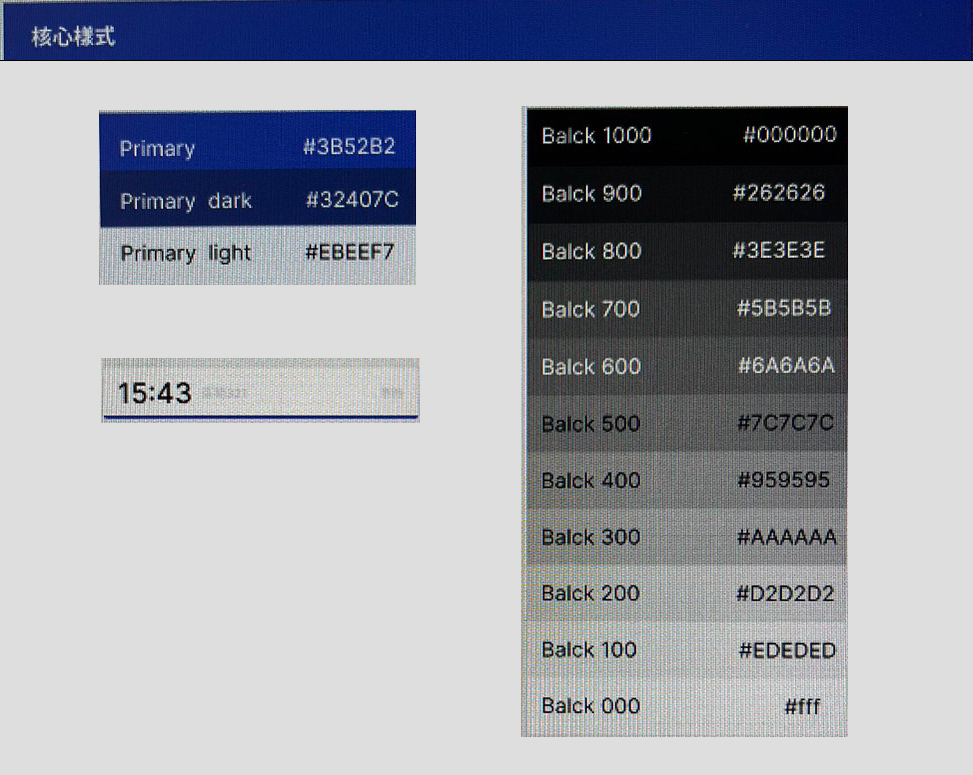 核心樣式
Primary #3B52B2
Primary dark #32407C
Primary light #EBEEF7
15:43
Balck 1000 #000000
Balck 900 #262626
Balck 800 #3E3E3E
Balck 700 #5B5B5B
Balck 600 #6A6A6A
Balck 500 #7C7C7C
Balck 400 #959595
Balck 300 #AAAAAA
Balck 200 #D2D2D2
Balck 100 #EDEDED
Balck 000 #fff